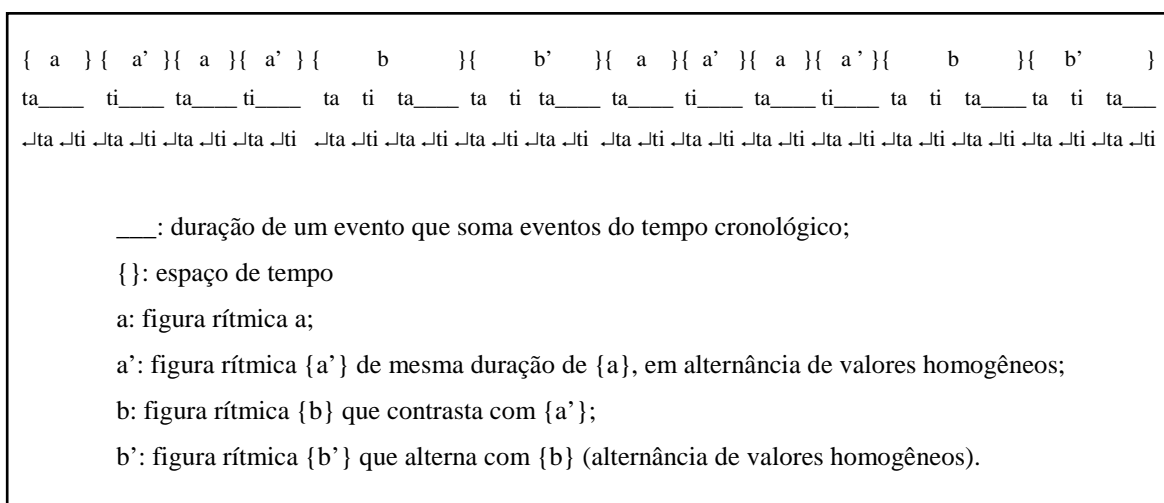 { a } { a’ }{ a }{ a’ } { b }{ b’ }{ a }{ a’ }{ a }{ a ’ }{ b }{ b’ }
ta____ ti____ ta____ ti____ ta ti ta____ ta ti ta____ ta____ ti____ ta____ ti____ ta ti ta____ ta ti ta___
↵ta ↵ti ↵ta ↵ti ↵ta ↵ti ↵ta ↵ti ↵ta ↵ti ↵ta ↵ti ↵ta ↵ti ↵ta ↵ti ↵ta ↵ti ↵ta ↵ti ↵ta ↵ti ↵ta ↵ti ↵ta ↵ti ↵ta ↵ti ↵ta ↵ti ↵ta ↵ti
___: duração de um evento que soma eventos do tempo cronológico;
{}: espaço de tempo
a: figura rítmica a;
a’: figura rítmica {a’} de mesma duração de {a}, em alternância de valores homogêneos;
b: figura rítmica {b} que contrasta com {a’};
b’: figura rítmica {b’} que alterna com {b} (alternância de valores homogêneos).